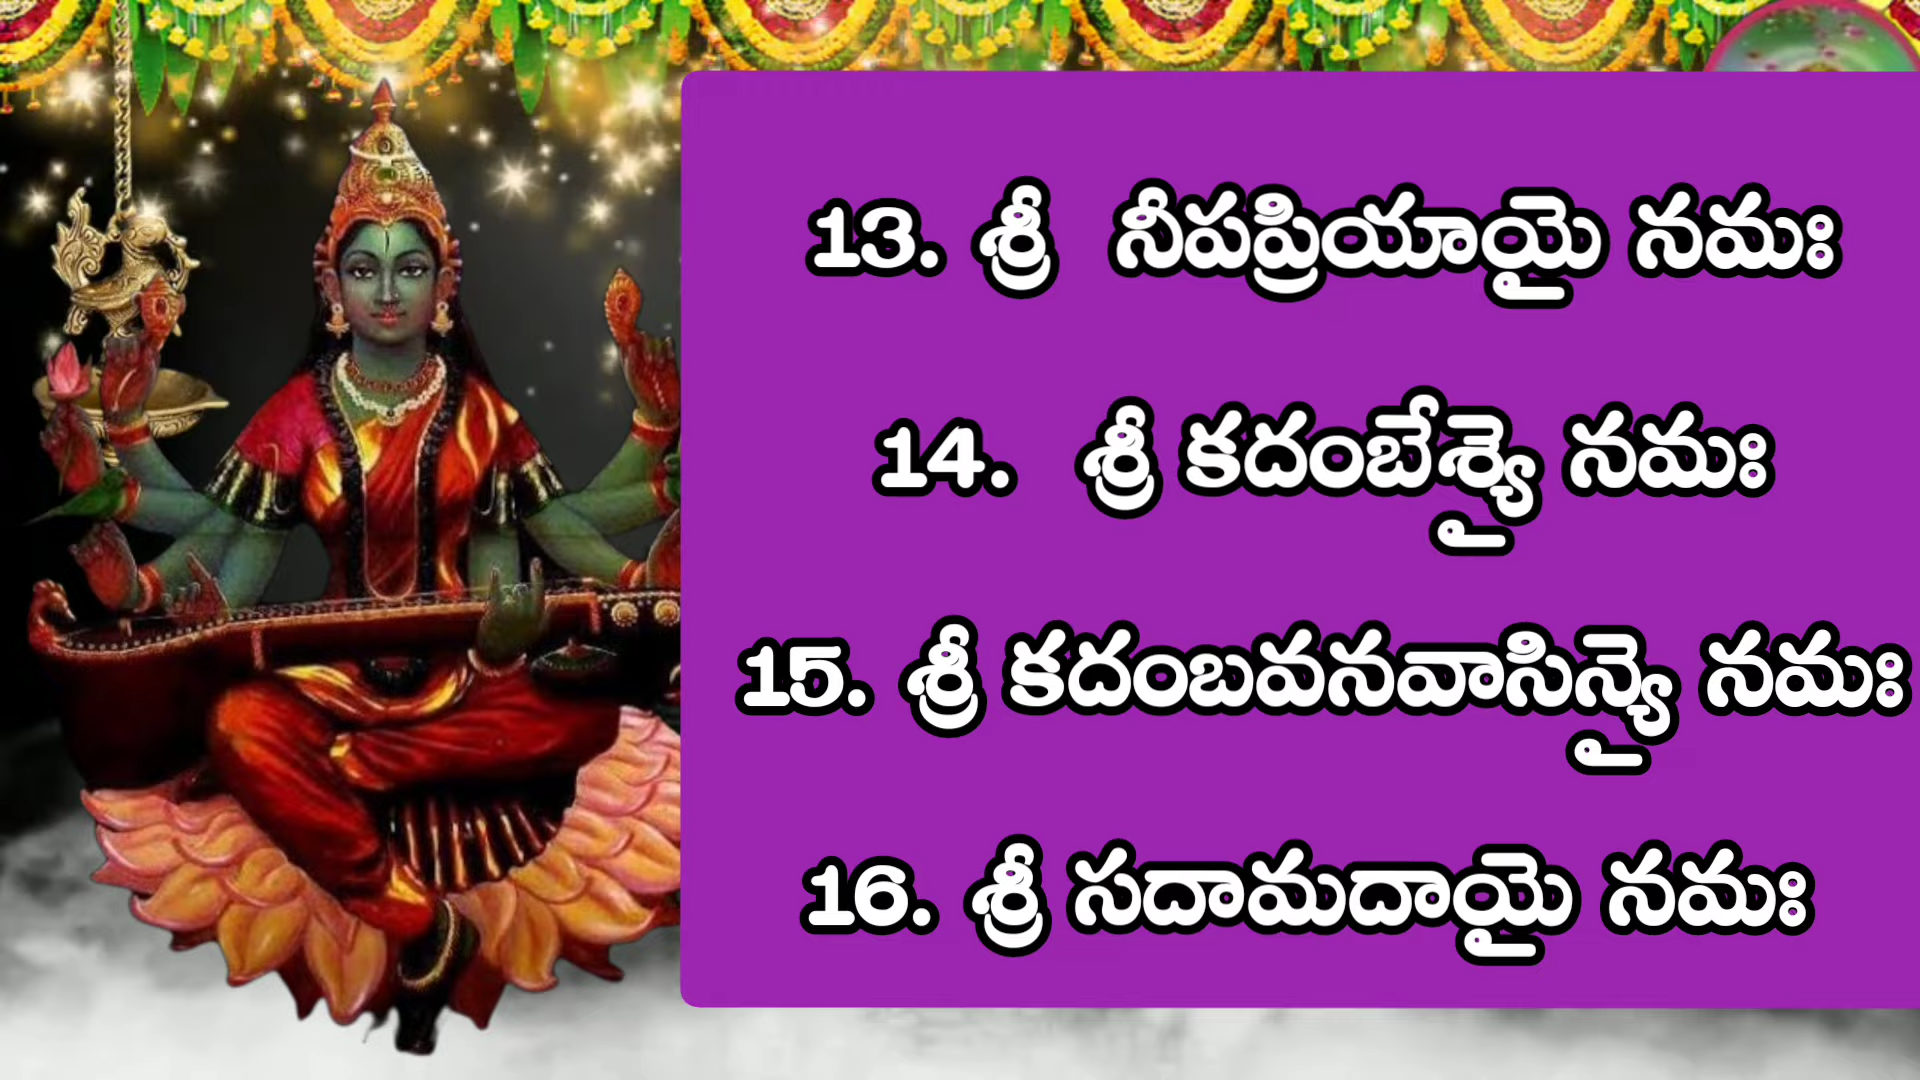 13. శ్రీ నీపప్రియాయై నమః
14. శ్రీ కదంబేశ్యై నమః
15. శ్రీ కదంబవనవాసిన్యై నమః
16. శ్రీ సదామదాయై నమః